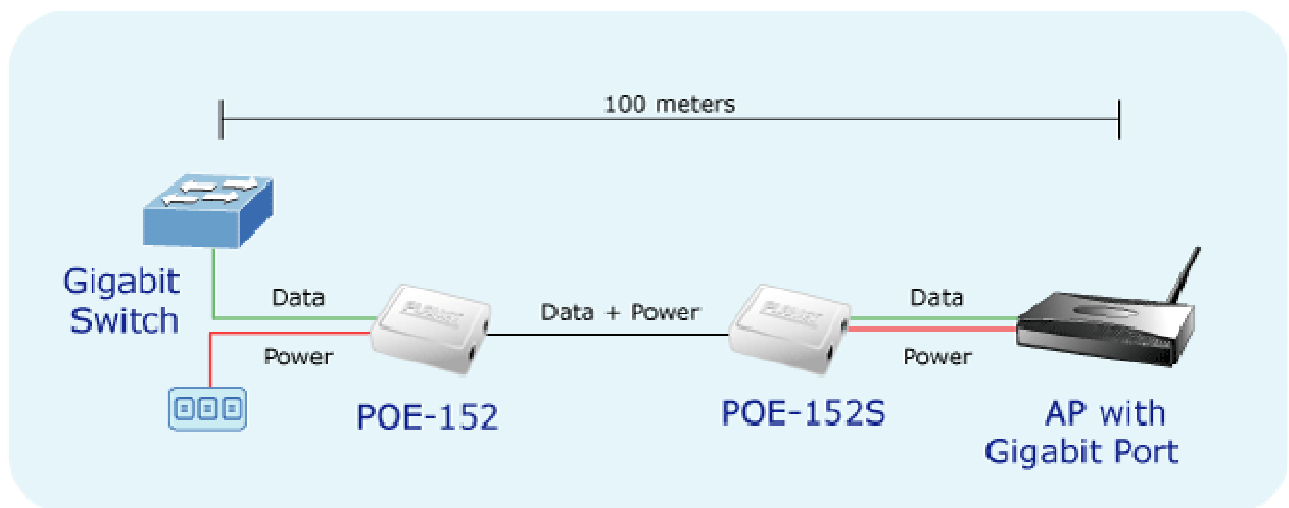 100 meters
Gigabit
Switch
Data
Power
POE-152
Data + Power
POE-152S
Data
Power
AP with
Gigabit Port